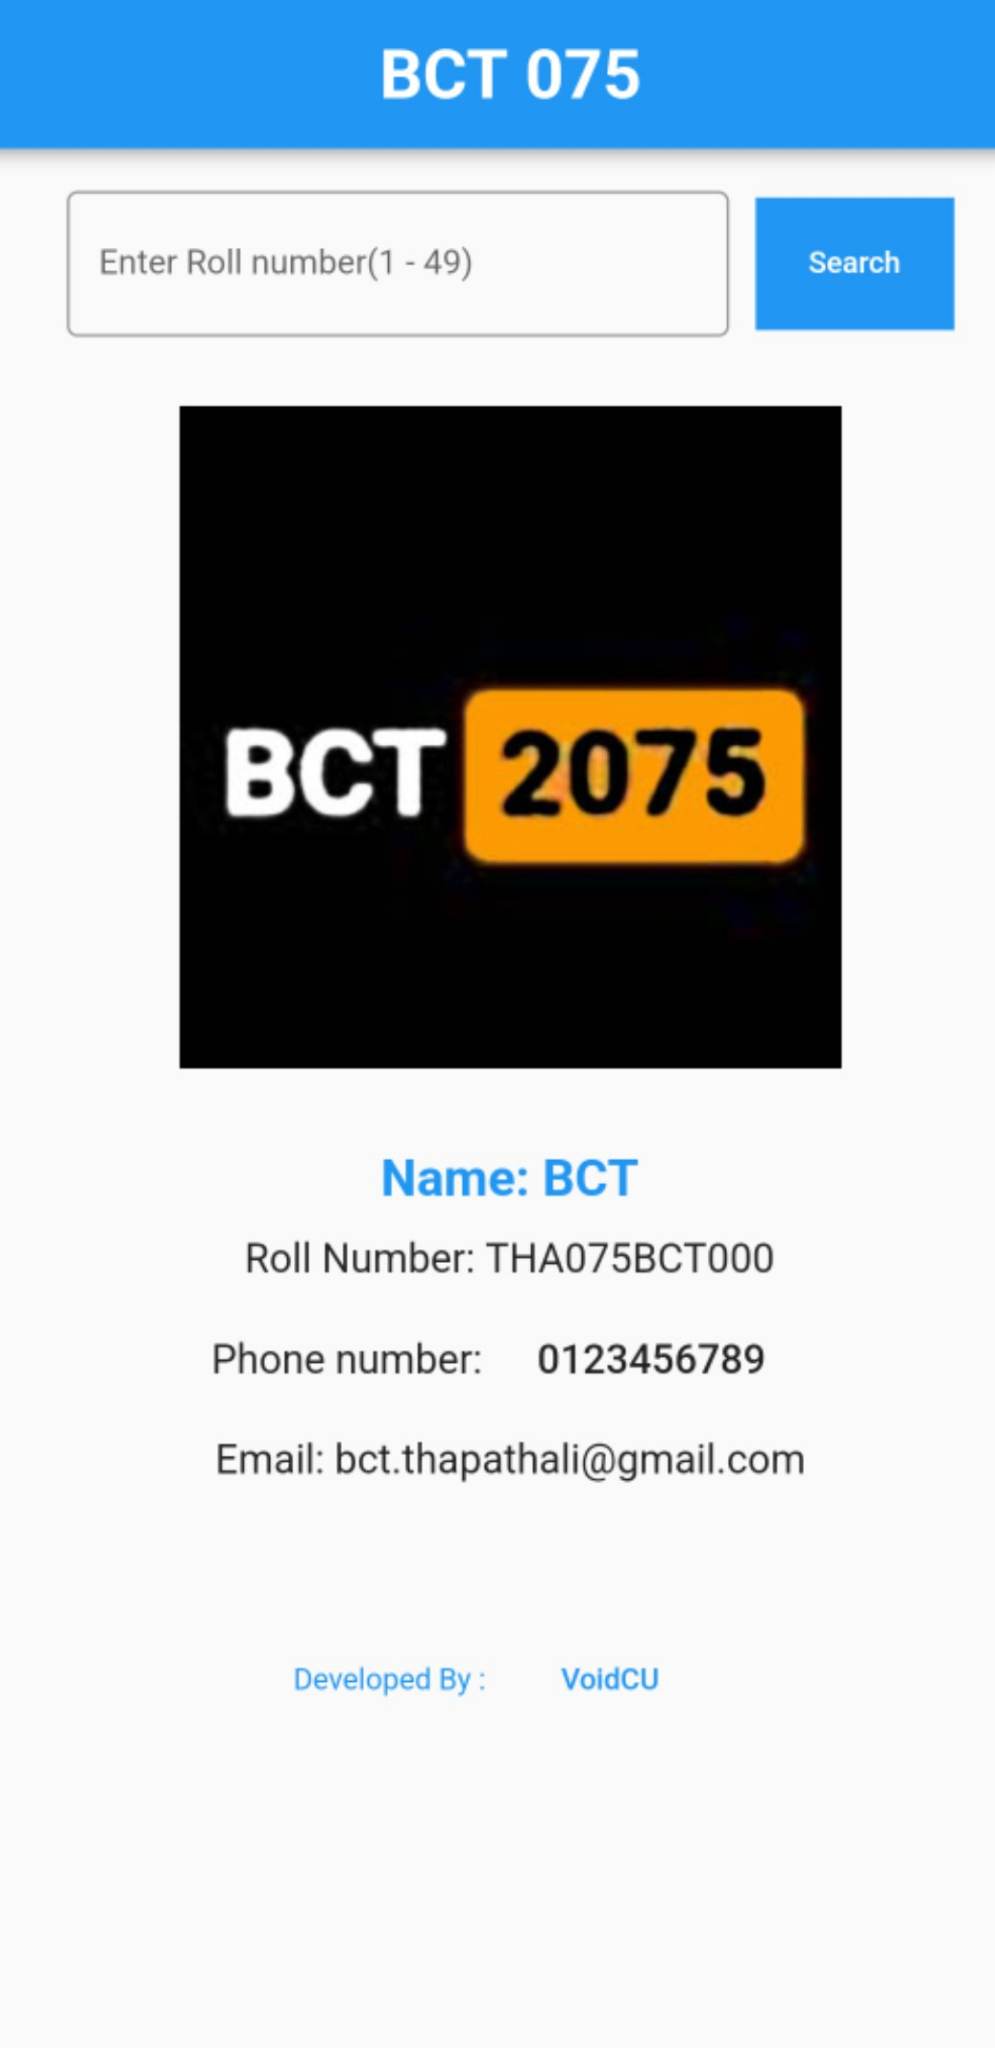 BCT 075
Enter Roll number(1 - 49)
Search
BCT 2075
Name: BCT
Roll Number: THA075BCT000
Phone number: 0123456789
Email: bct.thapathali@gmail.com
Developed By : VoidCU